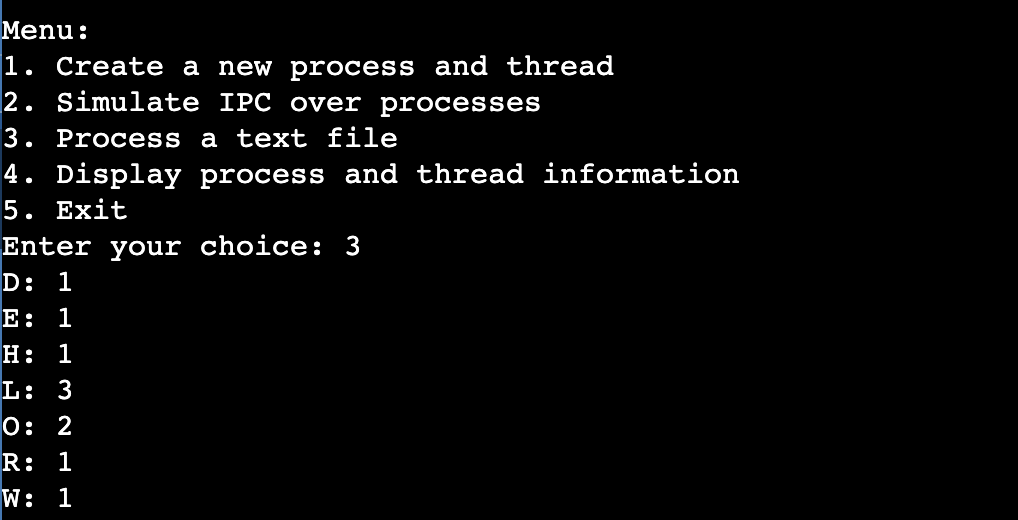 Menu:
1. Create a new process and thread
2. Simulate IPC over processes
3. Process a text file
4. Display process and thread information
5. Exit
Enter your choice: 3
D: 1
E: 1
H: 1
L: 3
O: 2
R: 1
W: 1